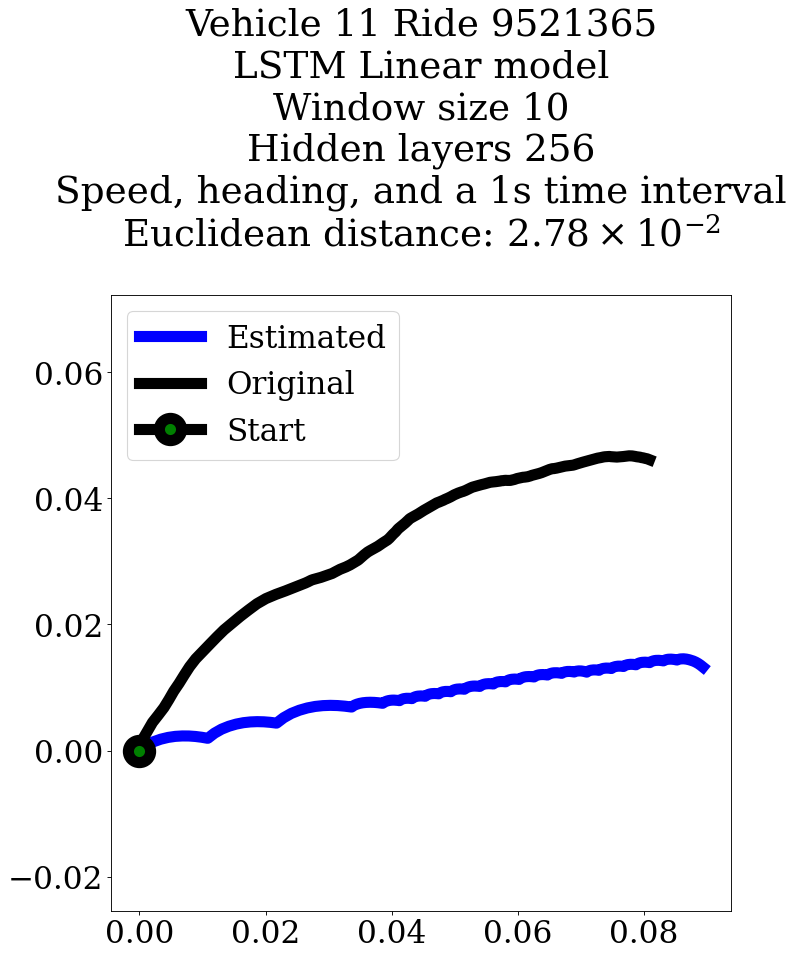 Vehicle 11 Ride 9521365
LSTM Linear model
Window size 10
Hidden layers 256
Speed, heading, and a 1s time interval
Euclidean distance: 2.78 × 10⁻²
Estimated
Original
Start
0.06
0.04
0.02
0.00
−0.02
0.00 0.02 0.04 0.06 0.08